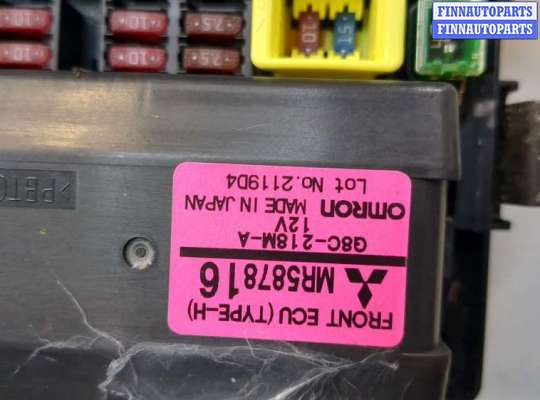 FINNAUTOPARTS
FINNAUTOPARTS
10 10 7.5
10 10 7.5
10 15
>PBT
FRONT ECU (TYPE-H)
MR587816
G8C-218M-A
12V
OMRON MADE IN JAPAN
Lot No.2119D4